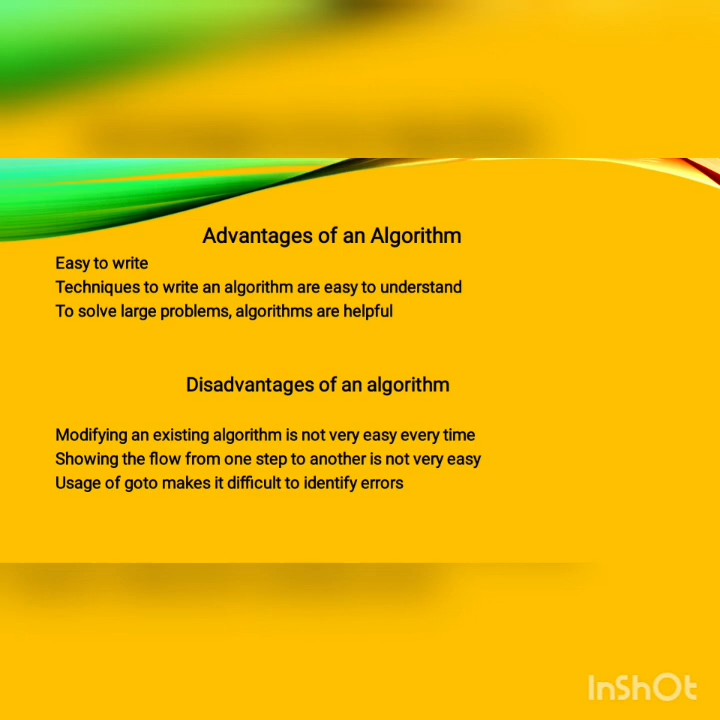 Advantages of an Algorithm
Easy to write
Techniques to write an algorithm are easy to understand
To solve large problems, algorithms are helpful
Disadvantages of an algorithm
Modifying an existing algorithm is not very easy every time
Showing the flow from one step to another is not very easy
Usage of goto makes it difficult to identify errors
InShOt